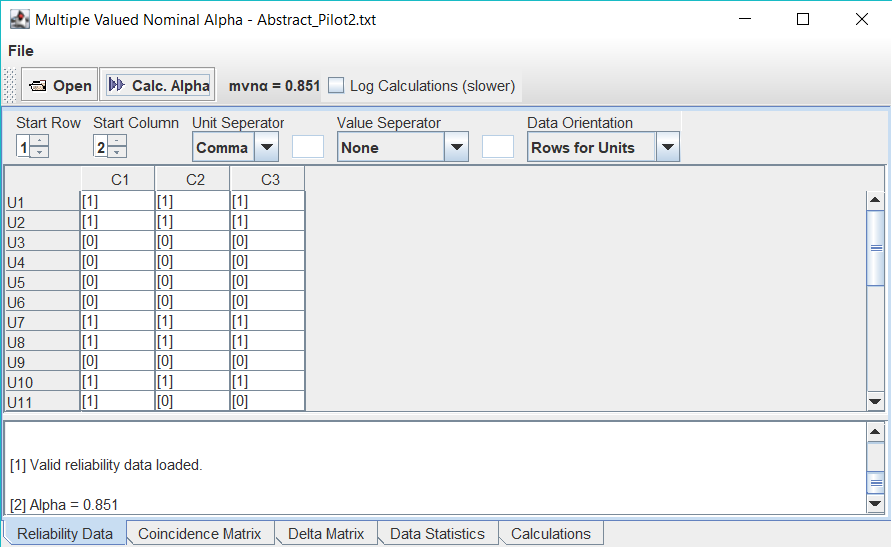 Multiple Valued Nominal Alpha - Abstract_Pilot2.txt
File
Open Calc. Alpha mvnα = 0.851 Log Calculations (slower)
Start Row Start Column Unit Seperator Value Seperator Data Orientation
1 2 Comma None Rows for Units
C1 C2 C3
U1 [1] [1] [1]
U2 [1] [1] [1]
U3 [0] [0] [0]
U4 [0] [0] [0]
U5 [0] [0] [0]
U6 [0] [0] [0]
U7 [1] [1] [1]
U8 [1] [1] [1]
U9 [0] [0] [0]
U10 [1] [1] [1]
U11 [1] [0] [0]
[1] Valid reliability data loaded.
[2] Alpha = 0.851
Reliability Data Coincidence Matrix Delta Matrix Data Statistics Calculations